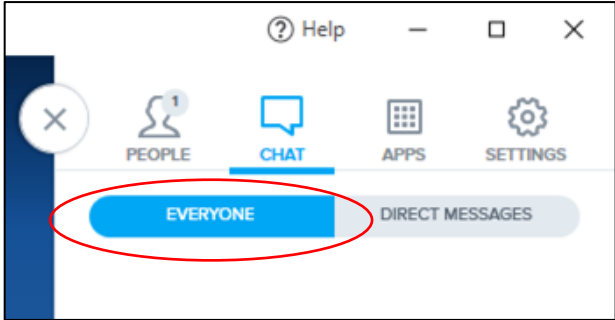 ? Help
1
PEOPLE CHAT APPS SETTINGS
EVERYONE DIRECT MESSAGES